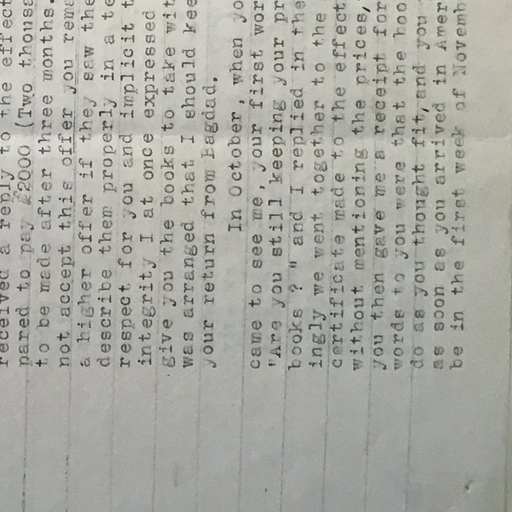 received a reply to the effect
pared to pay £2000 (Two thousa
to be made after three months.
not accept this offer you rema
a higher offer if they saw the
describe them properly in a te
respect for you and implicit t
integrity I at once expressed
give you the books to take wit
was arranged that I should kee
your return from Bagdad.
In October, when yo
came to see me, your first wor
"Are you still keeping your pr
books ? " and I replied in the
ingly we went together to the
certificate made to the effect
without mentioning the prices,
you then gave me a receipt for
words to you were that the boo
do as you thought fit, and you
as soon as you arrived in Amer
be in the first week of Novemb